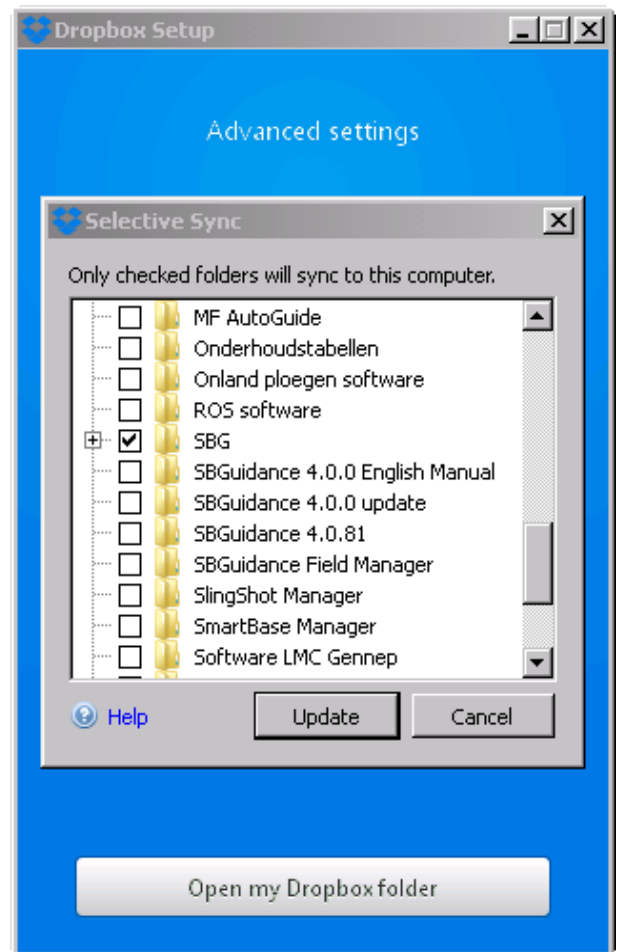 Dropbox Setup
Advanced settings
Selective Sync
Only checked folders will sync to this computer.
MF AutoGuide
Onderhoudstabellen
Onland ploegen software
ROS software
SBG
SBGuidance 4.0.0 English Manual
SBGuidance 4.0.0 update
SBGuidance 4.0.81
SBGuidance Field Manager
SlingShot Manager
SmartBase Manager
Software LMC Gennep
Help
Update
Cancel
Open my Dropbox folder